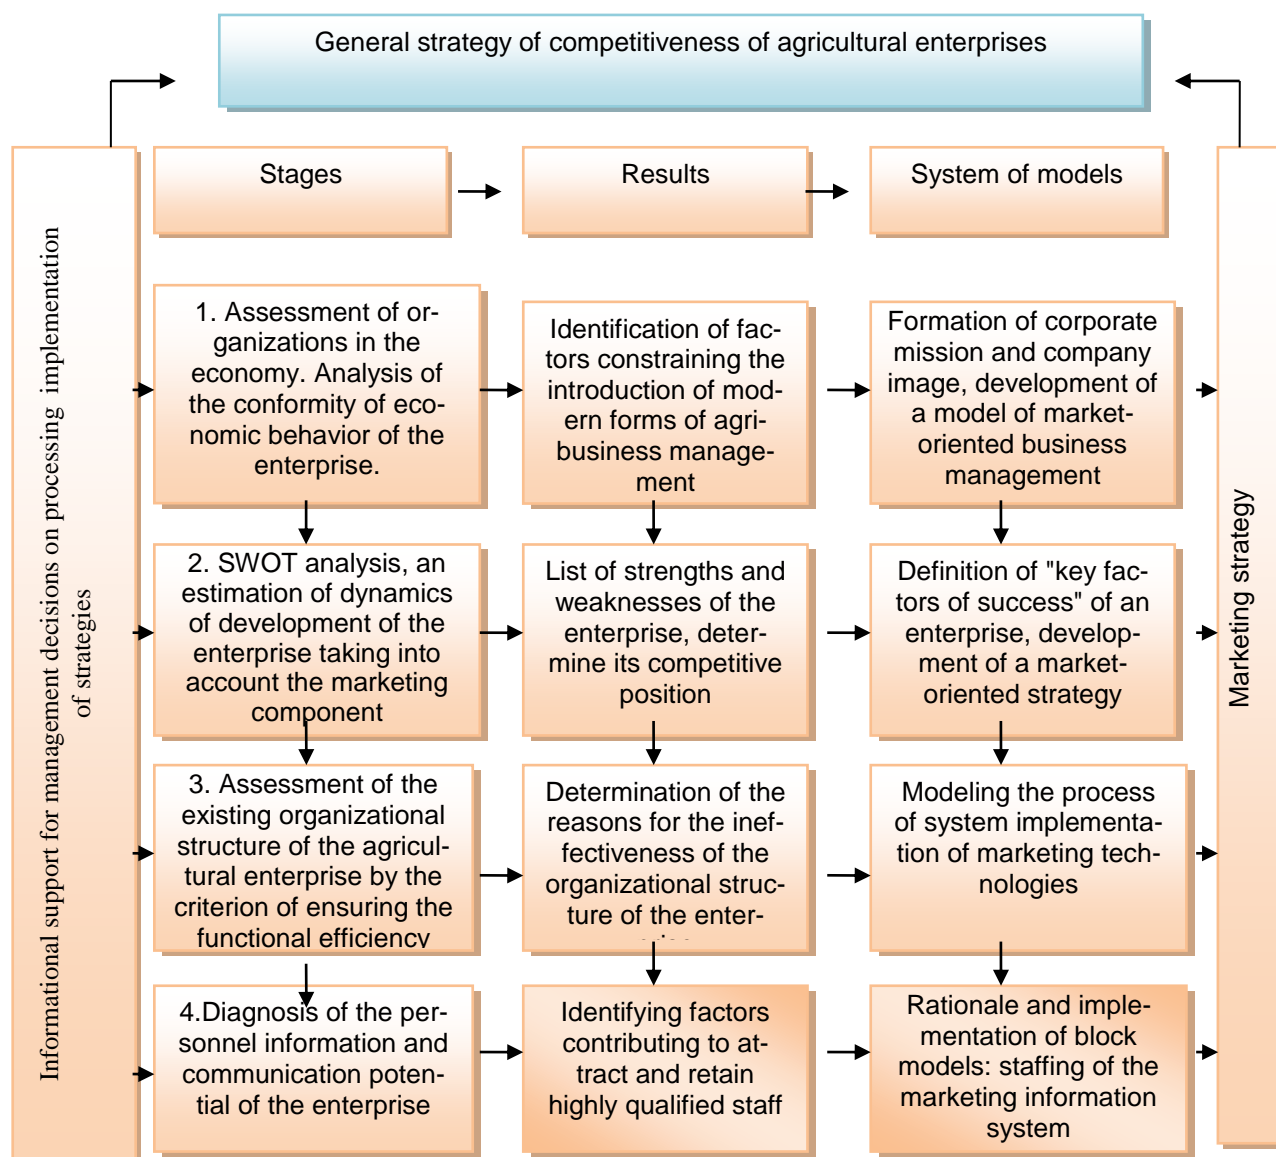 General strategy of competitiveness of agricultural enterprises
Stages
Results
System of models
Informational support for management decisions on processing implementation
of strategies
1. Assessment of or-
ganizations in the
economy. Analysis of
the conformity of eco-
nomic behavior of the
enterprise.
Identification of fac-
tors constraining the
introduction of mod-
ern forms of agri-
business manage-
ment
Formation of corporate
mission and company
image, development of
a model of market-
oriented business
management
2. SWOT analysis, an
estimation of dynamics
of development of the
enterprise taking into
account the marketing
component
List of strengths and
weaknesses of the
enterprise, deter-
mine its competitive
position
Definition of "key fac-
tors of success" of an
enterprise, develop-
ment of a market-
oriented strategy
3. Assessment of the
existing organizational
structure of the agricul-
tural enterprise by the
criterion of ensuring the
functional efficiency
Determination of the
reasons for the inef-
fectiveness of the
organizational struc-
ture of the enter-
Modeling the process
of system implementa-
tion of marketing tech-
nologies
4.Diagnosis of the per-
sonnel information and
communication poten-
tial of the enterprise
Identifying factors
contributing to at-
tract and retain
highly qualified staff
Rationale and imple-
mentation of block
models: staffing of the
marketing information
system
Marketing strategy